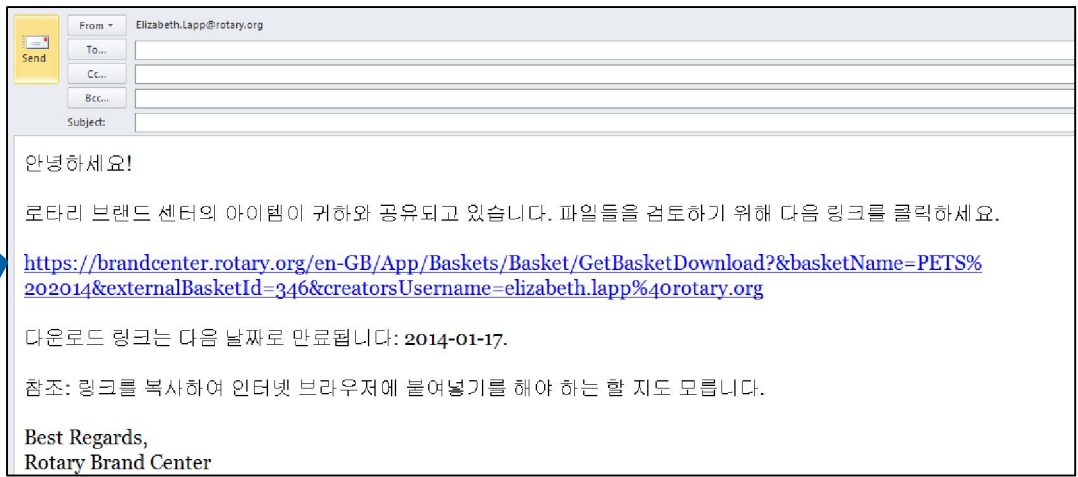 From
Elizabeth.Lapp@rotary.org
Send
To...
Cc...
Bcc...
Subject:
안녕하세요!
로타리 브랜드 센터의 아이템이 귀하와 공유되고 있습니다. 파일들을 검토하기 위해 다음 링크를 클릭하세요.
https://brandcenter.rotary.org/en-GB/App/Baskets/Basket/GetBasketDownload?&basketName=PETS%
202014&externalBasketId=346&creatorsUsername=elizabeth.lapp%40rotary.org
다운로드 링크는 다음 날짜로 만료됩니다: 2014-01-17.
참조: 링크를 복사하여 인터넷 브라우저에 붙여넣기를 해야 하는 할 지도 모릅니다.
Best Regards,
Rotary Brand Center